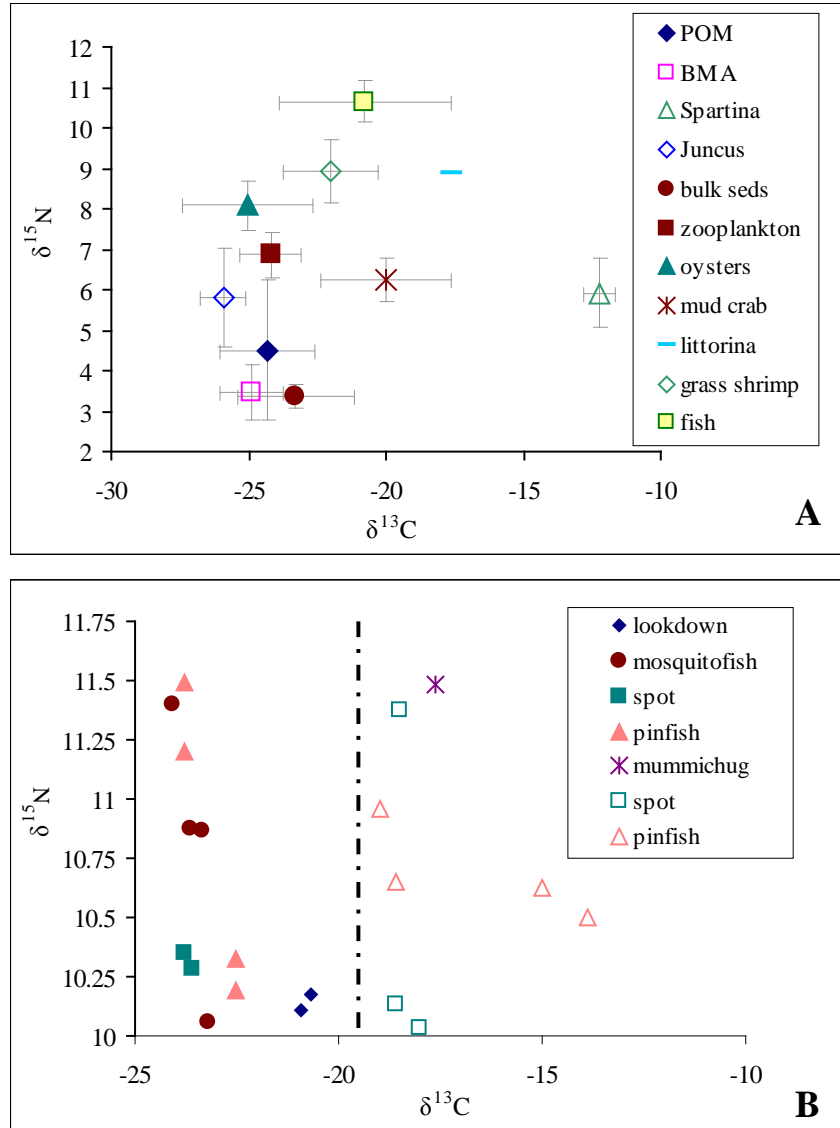 12
11
10
9
8
7
6
5
4
3
2
δ15N
-30 -25 -20 -15 -10
δ13C
POM
BMA
Spartina
Juncus
bulk seds
zooplankton
oysters
mud crab
littorina
grass shrimp
fish
A
11.75
11.5
11.25
11
10.75
10.5
10.25
10
δ15N
-25 -20 -15 -10
δ13C
lookdown
mosquitofish
spot
pinfish
mummichug
spot
pinfish
B